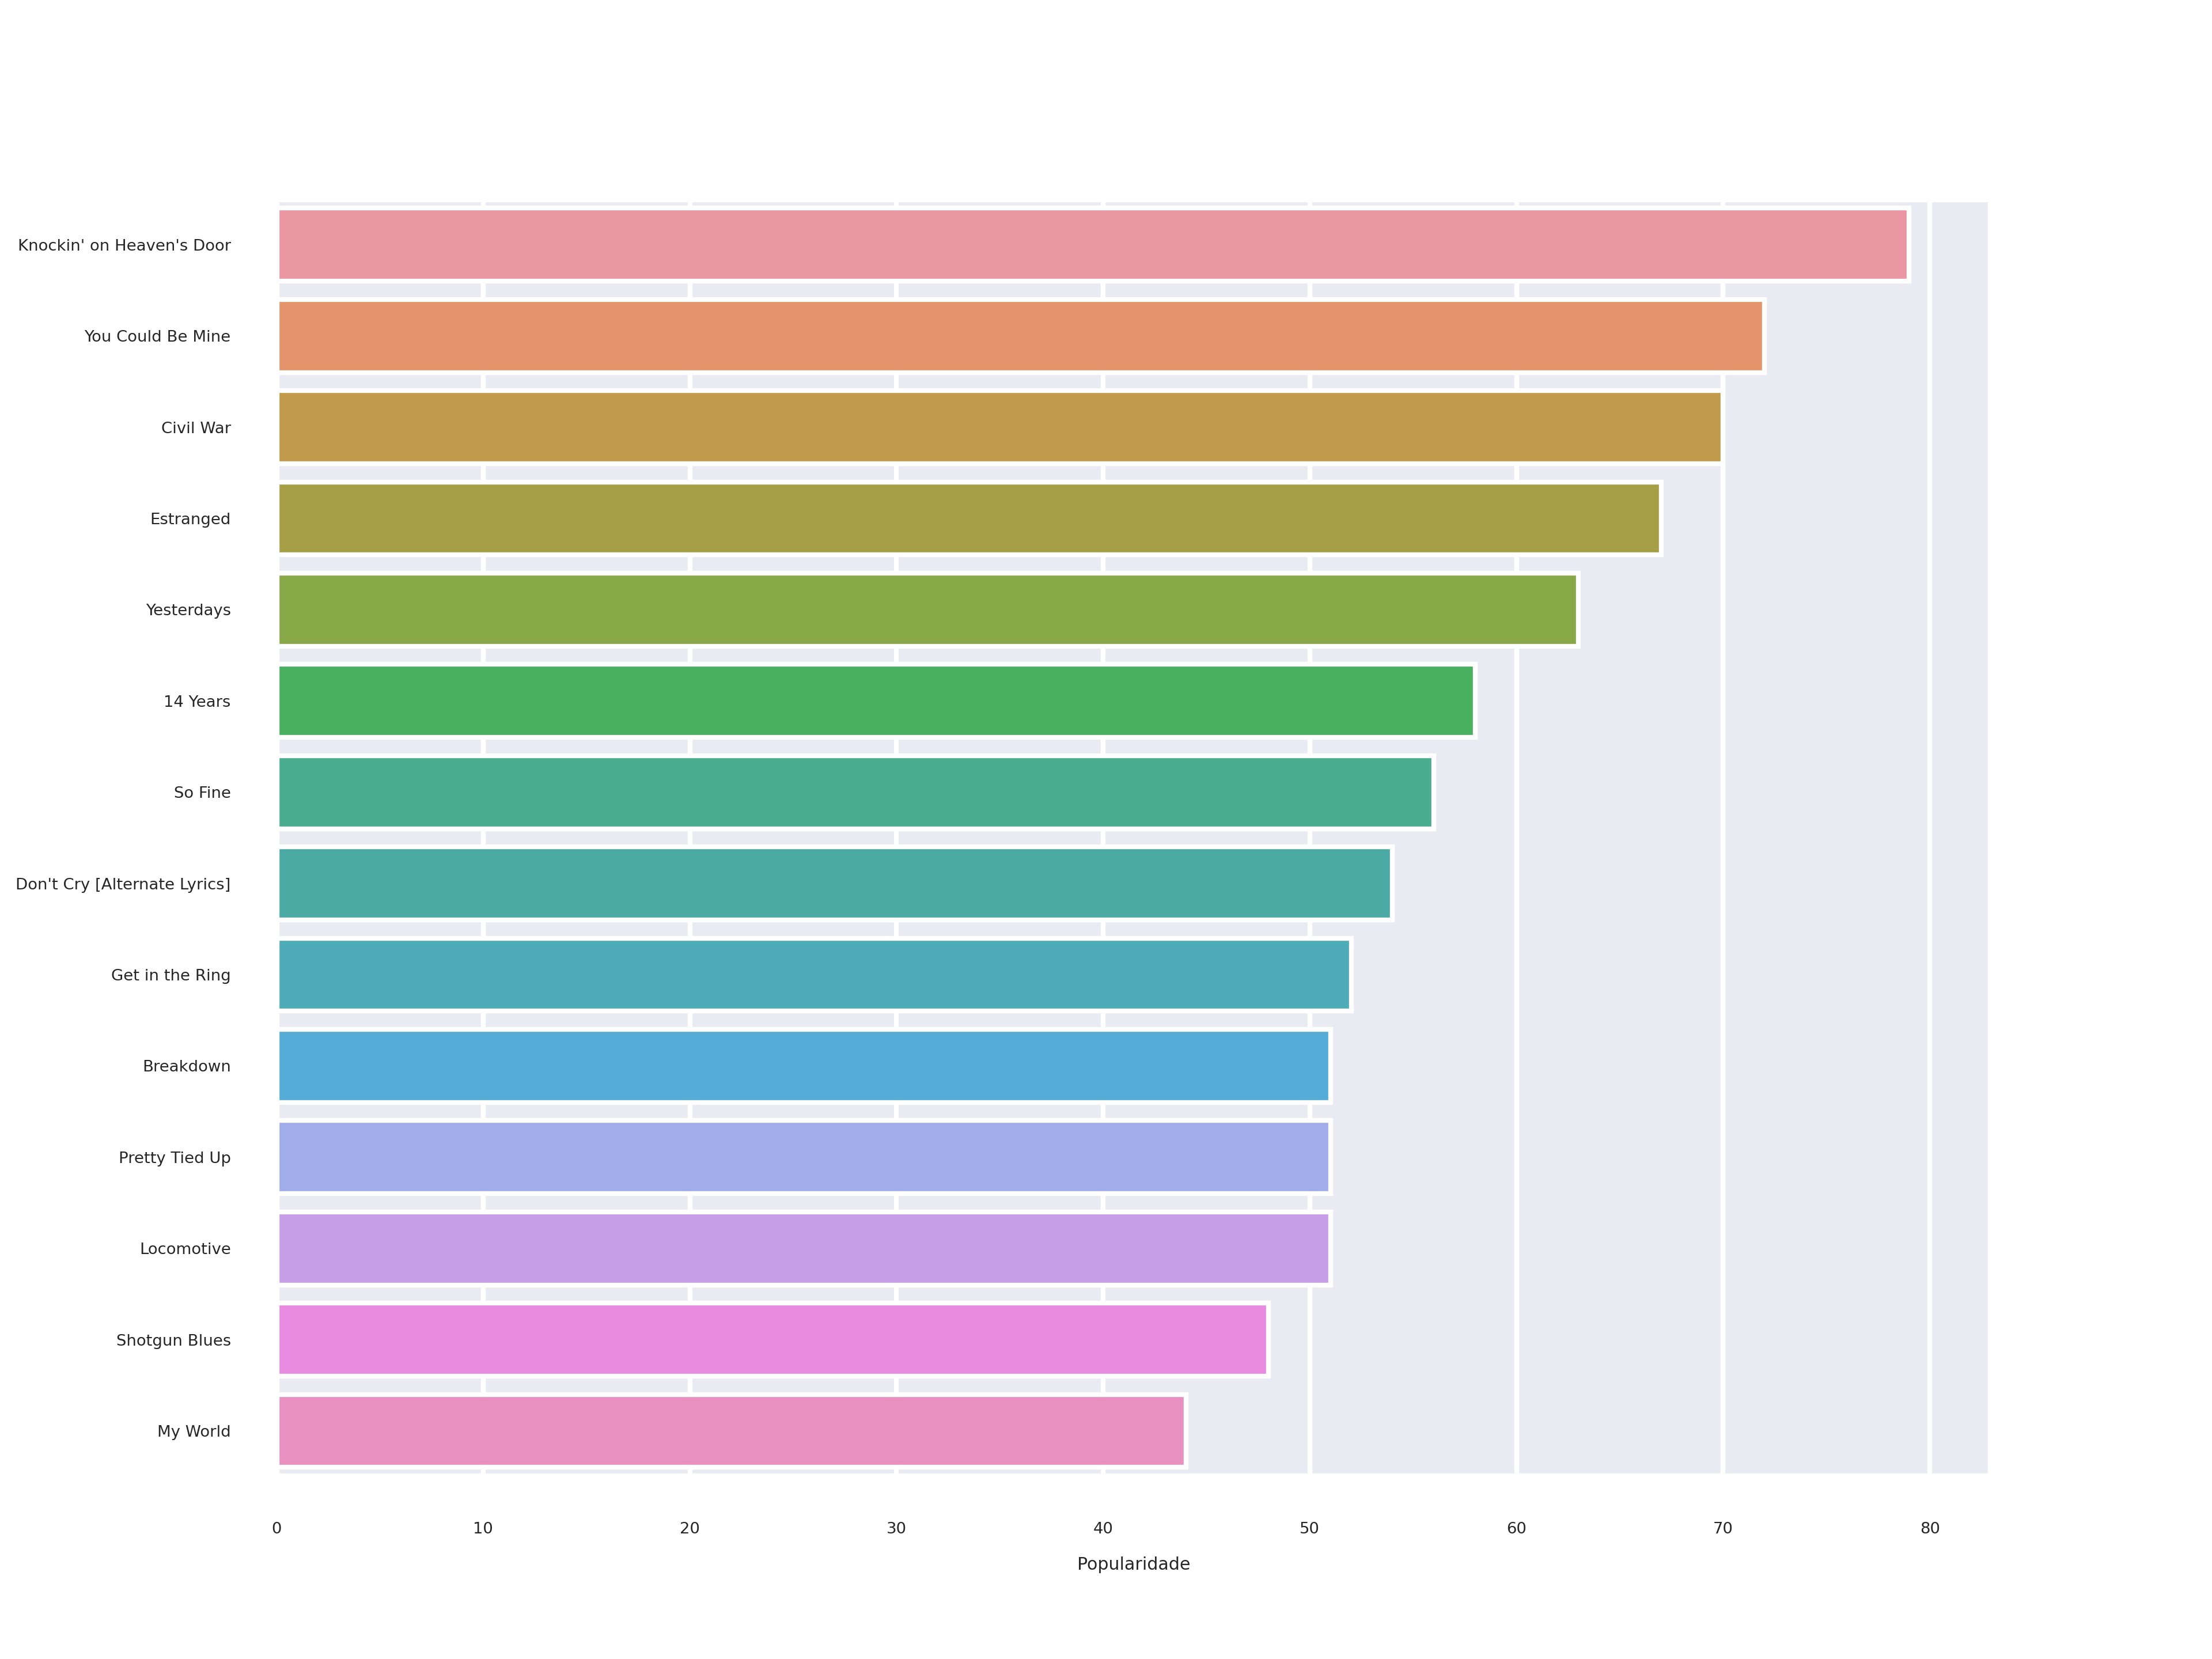 Knockin' on Heaven's Door
You Could Be Mine
Civil War
Estranged
Yesterdays
14 Years
So Fine
Don't Cry [Alternate Lyrics]
Get in the Ring
Breakdown
Pretty Tied Up
Locomotive
Shotgun Blues
My World
0 10 20 30 40 50 60 70 80
Popularidade